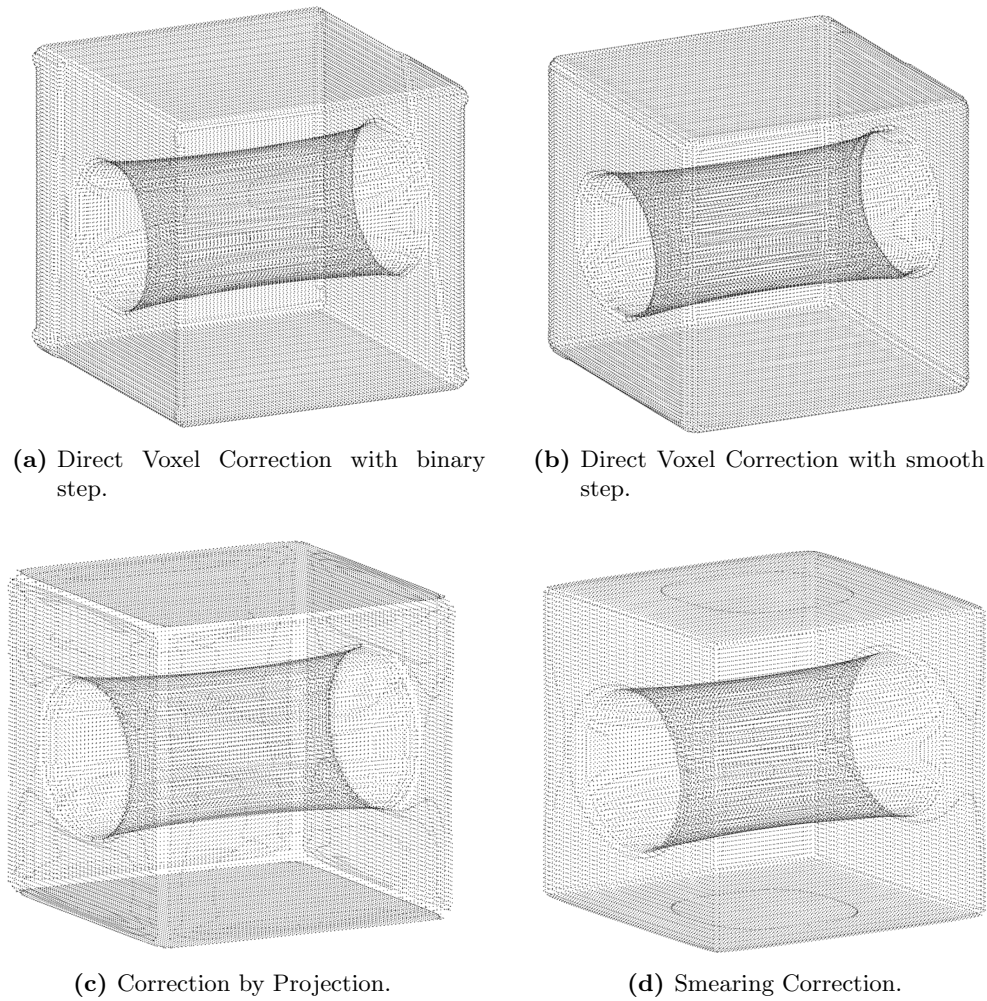 (a) Direct Voxel Correction with binary
step.
(b) Direct Voxel Correction with smooth
step.
(c) Correction by Projection.
(d) Smearing Correction.